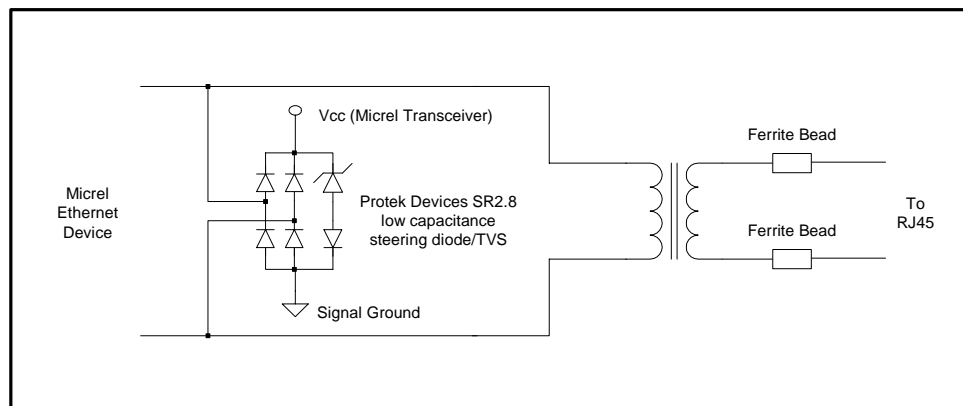 Vcc (Micrel Transceiver)
Ferrite Bead
Micrel
Ethernet
Device
Protek Devices SR2.8
low capacitance
steering diode/TVS
To
RJ45
Ferrite Bead
Signal Ground